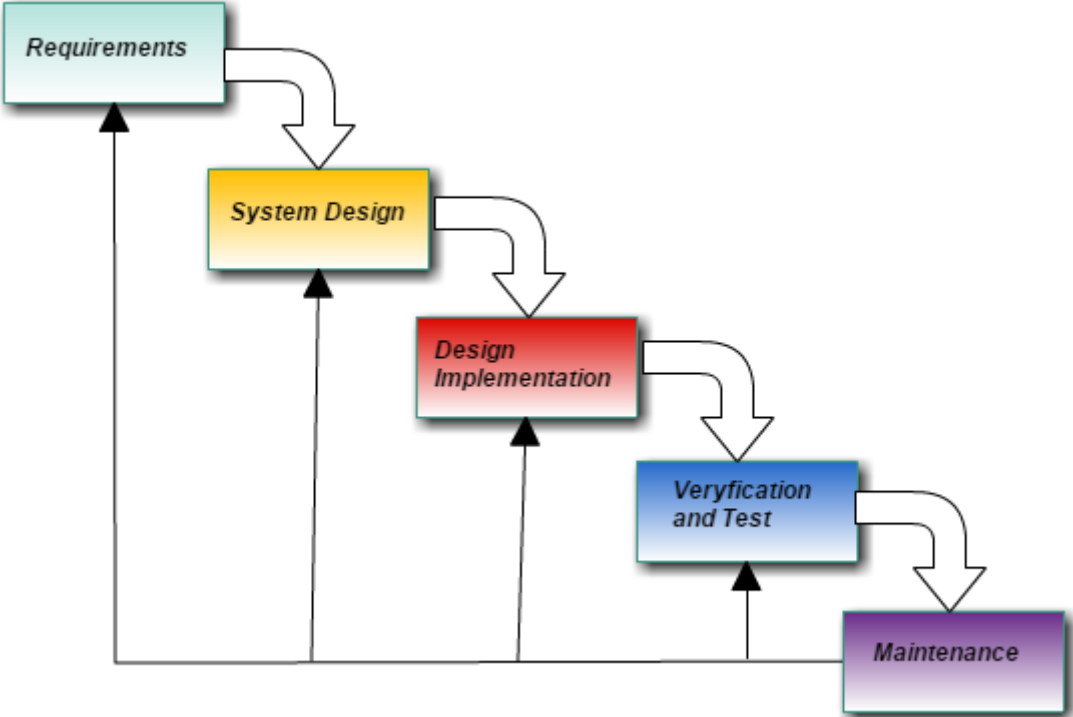 Requirements
System Design
Design
Implementation
Veryfication
and Test
Maintenance